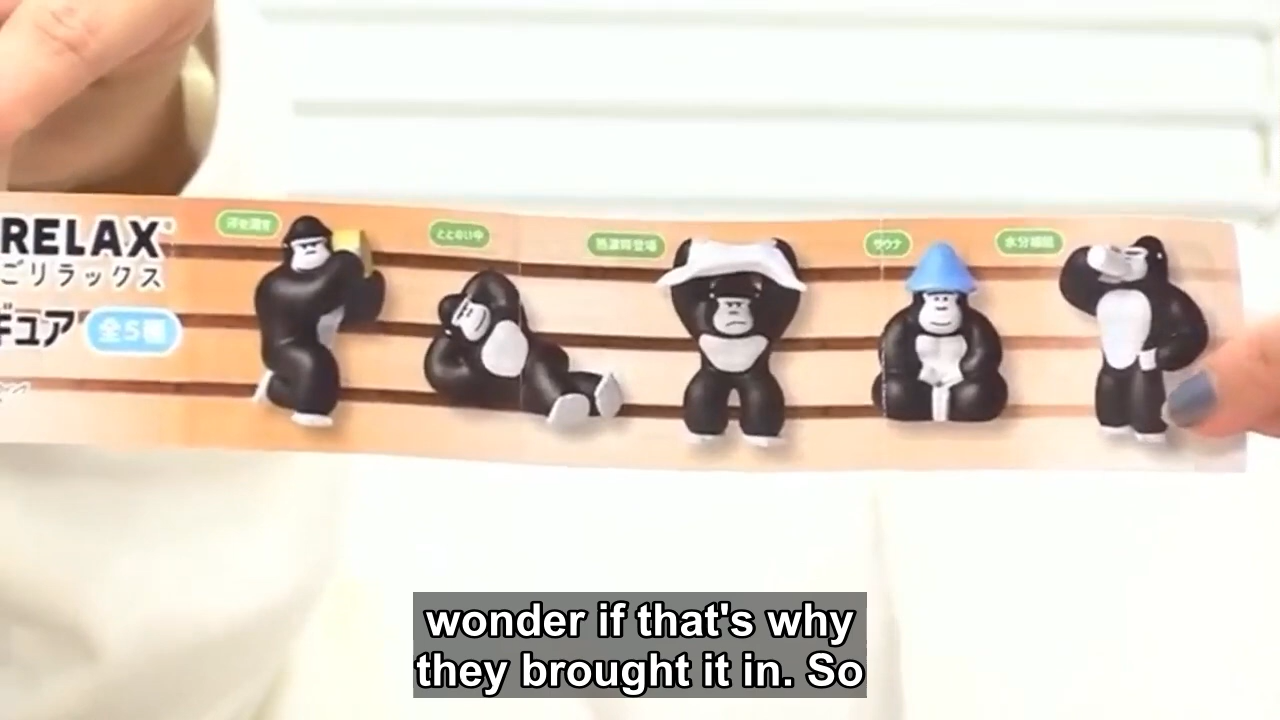 RELAX
ごリラックス
ギュア 全5種
ととのい中
熱波師登場
サウナ
水分補給
wonder if that's why
they brought it in. So